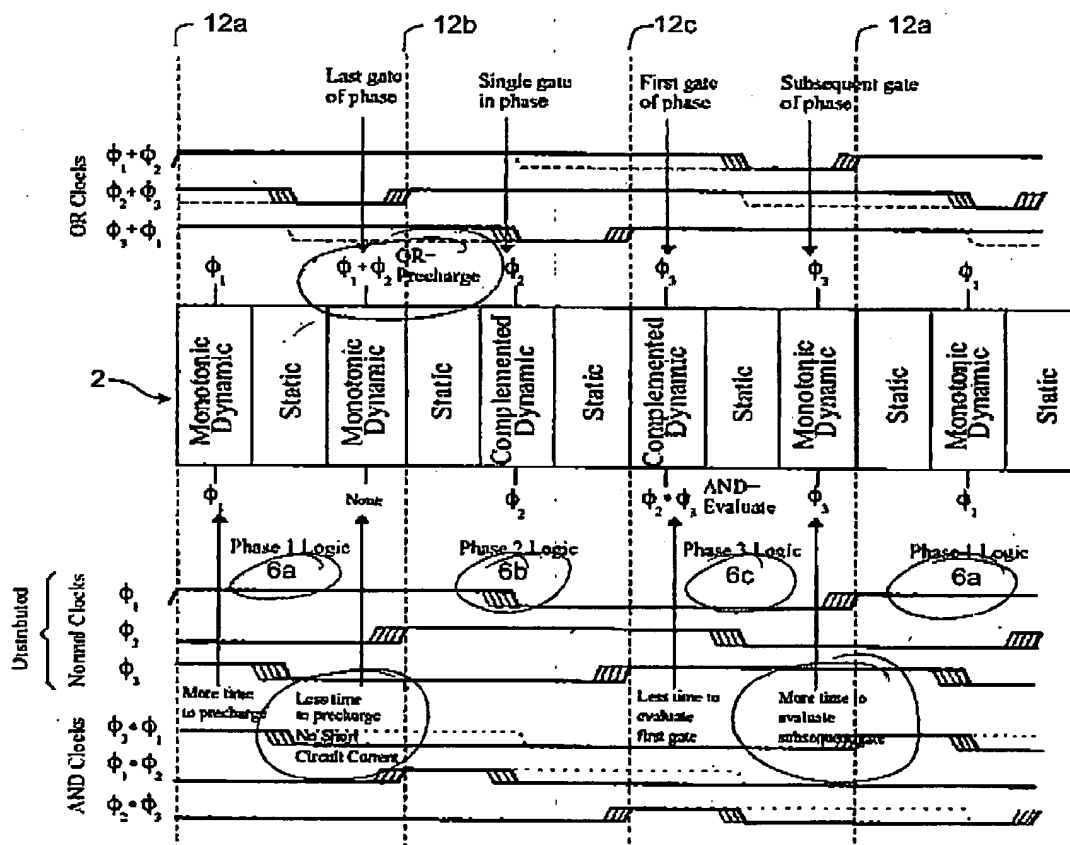 12a 12b 12c 12a
Last gate of phase
Single gate in phase
First gate of phase
Subsequent gate of phase
OR Clocks
ϕ1 + ϕ2
ϕ2 + ϕ3
ϕ3 + ϕ1
ϕ1
ϕ1 + ϕ2
OR-Precharge
ϕ2
ϕ3
ϕ3
ϕ1
2
Monotonic Dynamic
Static
Monotonic Dynamic
Static
Complemented Dynamic
Static
Complemented Dynamic
Static
Monotonic Dynamic
Static
Monotonic Dynamic
Static
ϕ1
None
ϕ2
ϕ2 • ϕ3
AND-Evaluate
ϕ3
ϕ1
Phase 1 Logic
6a
Phase 2 Logic
6b
Phase 3 Logic
6c
Phase 1 Logic
6a
Distributed
Normal Clocks
ϕ1
ϕ2
ϕ3
More time to precharge
Less time to precharge
No Short Circuit Current
Less time to evaluate first gate
More time to evaluate subsequent gate
AND Clocks
ϕ3 • ϕ1
ϕ1 • ϕ2
ϕ2 • ϕ3